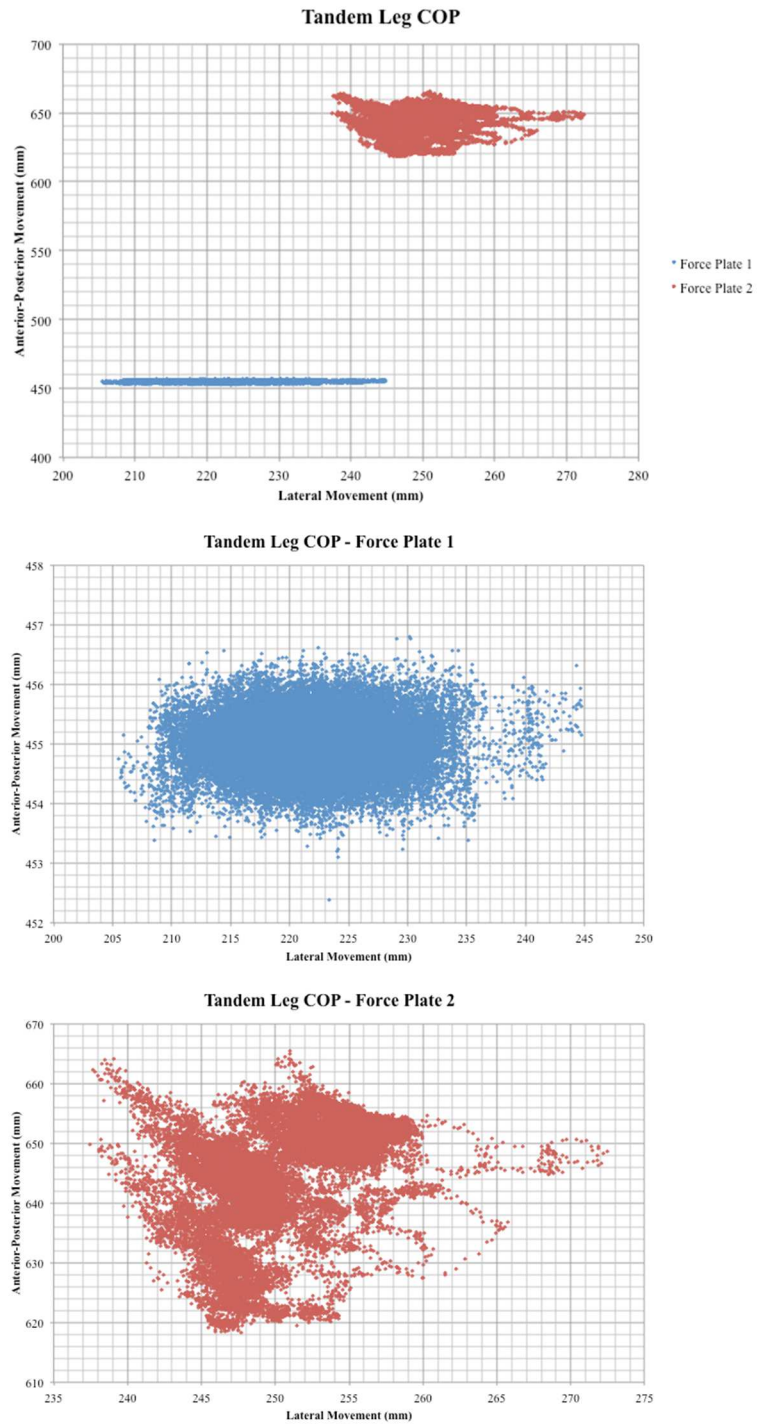 Tandem Leg COP
700
650
600
550
500
450
400
200 210 220 230 240 250 260 270 280
Anterior-Posterior Movement (mm)
Lateral Movement (mm)
Force Plate 1
Force Plate 2
Tandem Leg COP - Force Plate 1
458
457
456
455
454
453
452
200 205 210 215 220 225 230 235 240 245 250
Anterior-Posterior Movement (mm)
Lateral Movement (mm)
Tandem Leg COP - Force Plate 2
670
660
650
640
630
620
610
235 240 245 250 255 260 265 270 275
Anterior-Posterior Movement (mm)
Lateral Movement (mm)